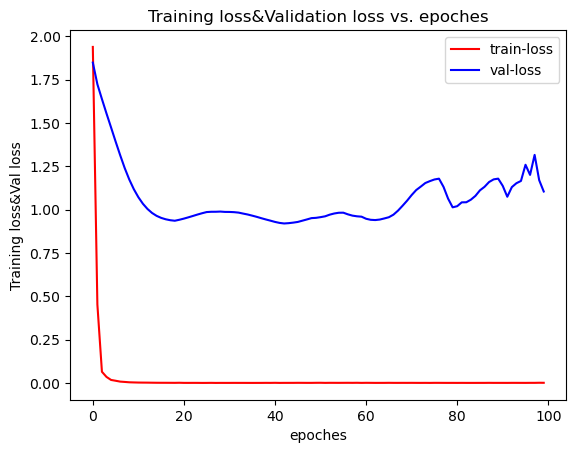 Training loss&Validation loss vs. epoches
train-loss
val-loss
Training loss&Val loss
2.00
1.75
1.50
1.25
1.00
0.75
0.50
0.25
0.00
0 20 40 60 80 100
epoches